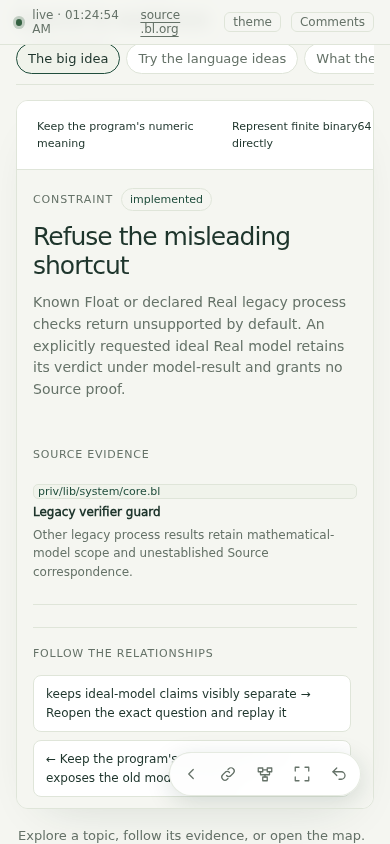 live · 01:24:54
AM
source
.bl.org
theme
Comments
The big idea
Try the language ideas
What the
Keep the program's numeric
meaning
Represent finite binary64
directly
CONSTRAINT
implemented
Refuse the misleading
shortcut
Known Float or declared Real legacy process
checks return unsupported by default. An
explicitly requested ideal Real model retains
its verdict under model-result and grants no
Source proof.
SOURCE EVIDENCE
priv/lib/system/core.bl
Legacy verifier guard
Other legacy process results retain mathematical-
model scope and unestablished Source
correspondence.
FOLLOW THE RELATIONSHIPS
keeps ideal-model claims visibly separate →
Reopen the exact question and replay it
← Keep the program's
exposes the old mod
Explore a topic, follow its evidence, or open the map.